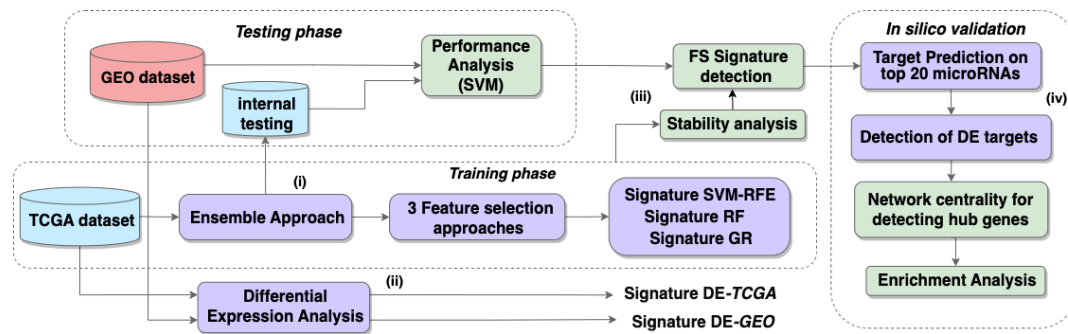 Testing phase
GEO dataset
internal
testing
Performance
Analysis
(SVM)
FS Signature
detection
(iii)
Stability analysis
In silico validation
Target Prediction on
top 20 microRNAs
(iv)
Detection of DE targets
Network centrality for
detecting hub genes
Enrichment Analysis
(i)
Training phase
TCGA dataset
Ensemble Approach
3 Feature selection
approaches
Signature SVM-RFE
Signature RF
Signature GR
(ii)
Differential
Expression Analysis
Signature DE-TCGA
Signature DE-GEO